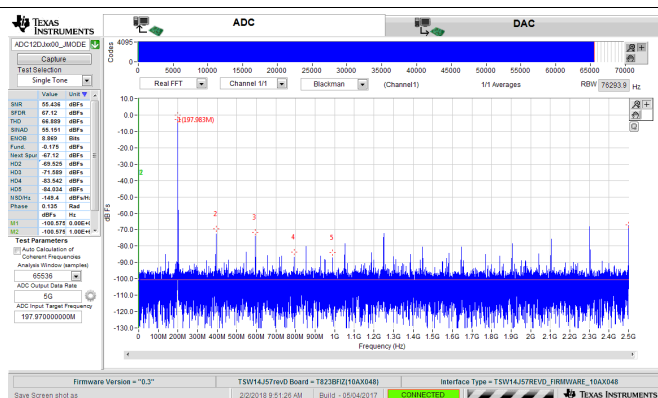 TEXAS INSTRUMENTS
ADC
DAC
ADC12DJxx00_JMODE
Capture
Test Selection
Single Tone
Value Unit
SNR 55.436 dBFs
SFDR 67.12 dBFs
THD 66.889 dBFs
SINAD 55.151 dBFs
ENOB 8.869 Bits
Fund. -0.175 dBFs
Next Spur -67.12 dBFs
HD2 -69.525 dBFs
HD3 -71.589 dBFs
HD4 -83.542 dBFs
HD5 -84.034 dBFs
NSD/Hz -149.4 dBFs/Hz
Phase 0.135 Rad
dBFs Hz
M1 -100.575 0.00E+
M2 -100.575 1.00E+
Test Parameters
Auto Calculation of
Coherent Frequencies
Analysis Window (samples)
65536
ADC Output Data Rate
5G
ADC Input Target Frequency
197.970000000M
Codes
4095
0
0 5000 10000 15000 20000 25000 30000 35000 40000 45000 50000 55000 60000 65000 70000
Real FFT
Channel 1/1
Blackman
(Channel1)
1/1 Averages
RBW 76293.9 Hz
dBFs
10.0
0.0
-10.0
-20.0
-30.0
-40.0
-50.0
-60.0
-70.0
-80.0
-90.0
-100.0
-110.0
-120.0
-130.0
1(197.983M)
2
2 3 4 5
0 100M 200M 300M 400M 500M 600M 700M 800M 900M 1G 1.1G 1.2G 1.3G 1.4G 1.5G 1.6G 1.7G 1.8G 1.9G 2G 2.1G 2.2G 2.3G 2.4G 2.5G
Frequency (Hz)
Firmware Version = "0.3"
TSW14J57revD Board = T823BFIZ(10AX048)
Interface Type = TSW14J57REVD_FIRMWARE_10AX048
Save Screen shot as
2/2/2018 9:51:26 AM
Build - 05/04/2017
CONNECTED
TEXAS INSTRUMENTS